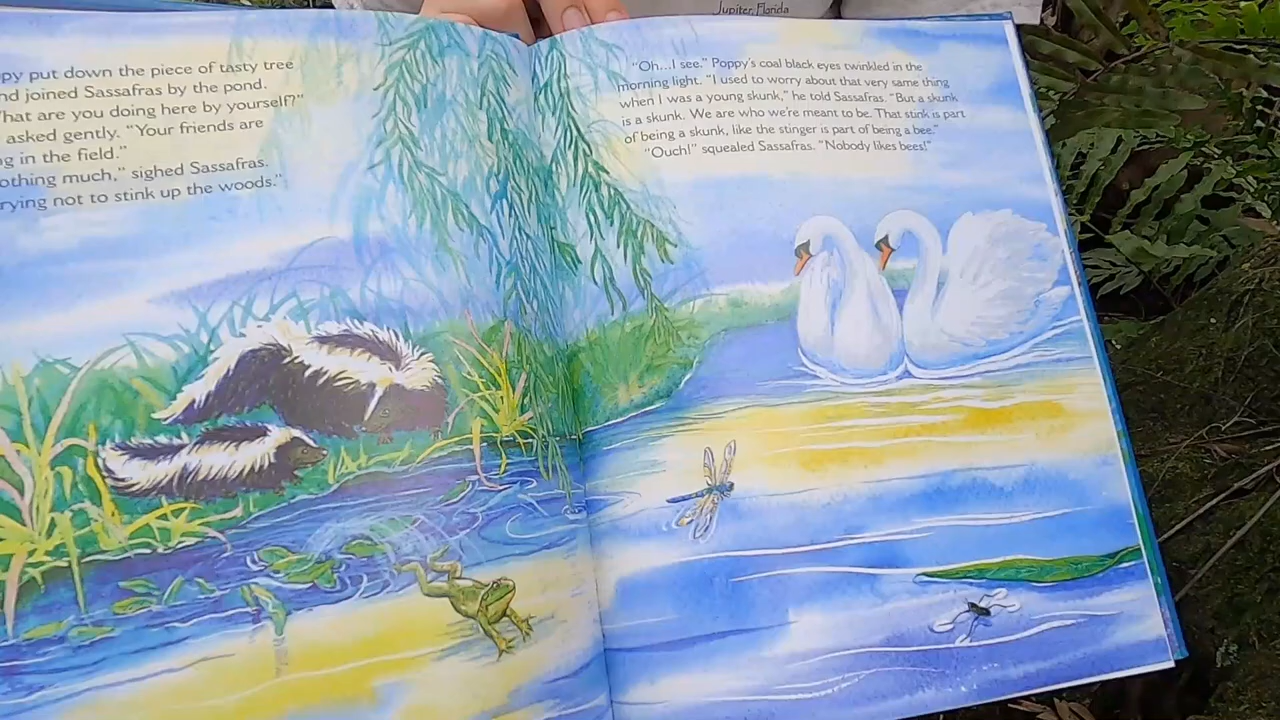 Jupiter, Florida
py put down the piece of tasty tree
nd joined Sassafras by the pond.
hat are you doing here by yourself?"
asked gently. "Your friends are
g in the field."
othing much," sighed Sassafras.
rying not to stink up the woods."
"Oh...I see." Poppy's coal black eyes twinkled in the
morning light. "I used to worry about that very same thing
when I was a young skunk," he told Sassafras. "But a skunk
is a skunk. We are who we're meant to be. That stink is part
of being a skunk, like the stinger is part of being a bee."
"Ouch!" squealed Sassafras. "Nobody likes bees!"